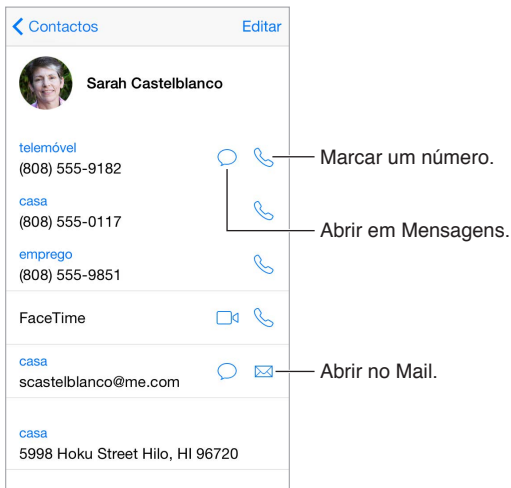 Contactos Editar
Sarah Castelblanco
telemóvel
(808) 555-9182
Marcar um número.
casa
(808) 555-0117
Abrir em Mensagens.
emprego
(808) 555-9851
FaceTime
casa
scastelblanco@me.com
Abrir no Mail.
casa
5998 Hoku Street Hilo, HI 96720